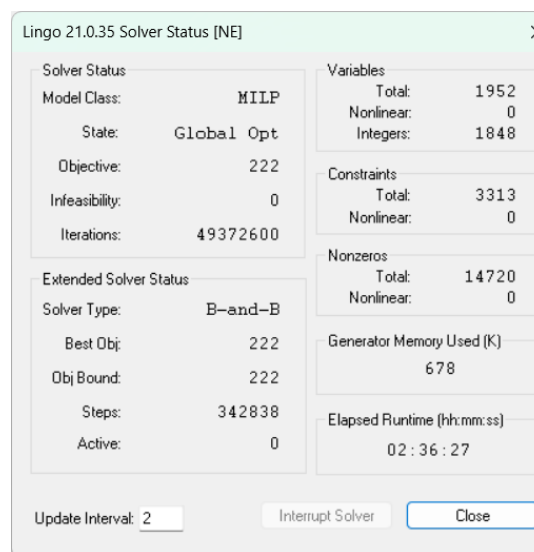 Lingo 21.0.35 Solver Status [NE]
Solver Status
Model Class: MILP
State: Global Opt
Objective: 222
Infeasibility: 0
Iterations: 49372600
Extended Solver Status
Solver Type: B-and-B
Best Obj: 222
Obj Bound: 222
Steps: 342838
Active: 0
Variables
Total: 1952
Nonlinear: 0
Integers: 1848
Constraints
Total: 3313
Nonlinear: 0
Nonzeros
Total: 14720
Nonlinear: 0
Generator Memory Used (K)
678
Elapsed Runtime (hh:mm:ss)
02:36:27
Update Interval: 2
Interrupt Solver
Close